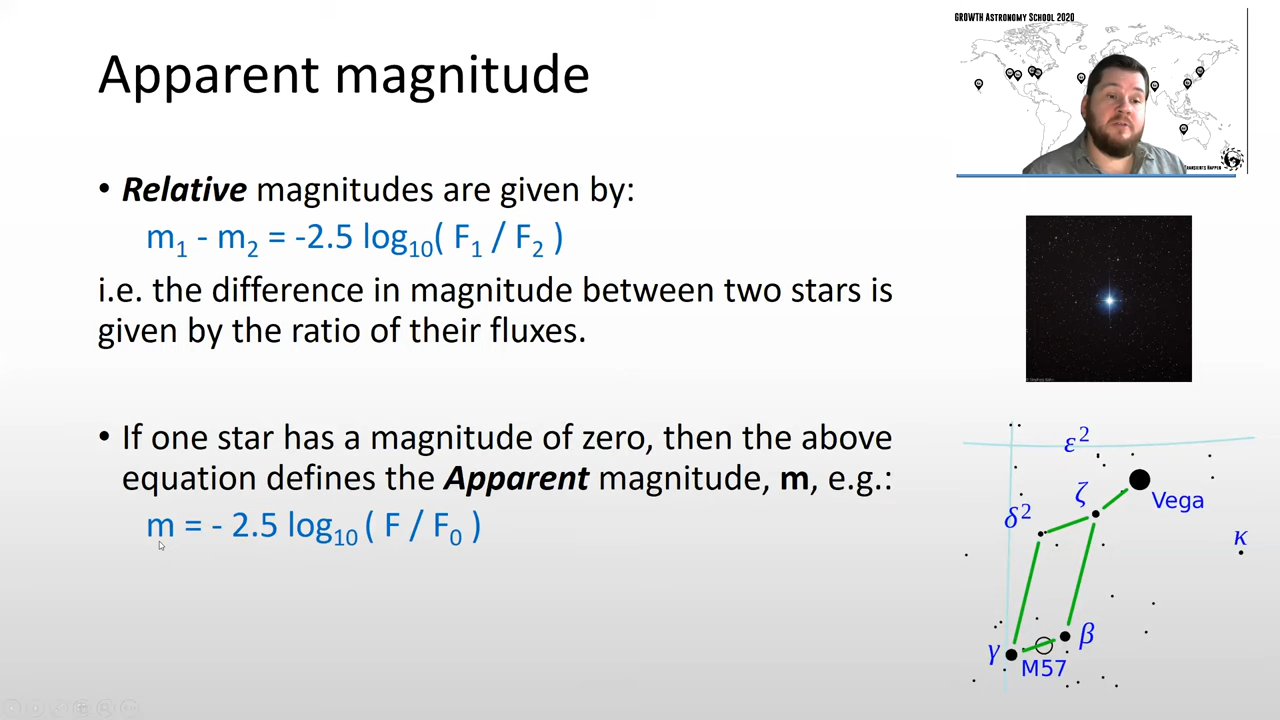 GROWTH ASTRONOMY SCHOOL 2020
Apparent magnitude
TRANSIENTS HAPPEN
• Relative magnitudes are given by:
m₁ - m₂ = -2.5 log₁₀( F₁ / F₂ )
i.e. the difference in magnitude between two stars is
given by the ratio of their fluxes.
• If one star has a magnitude of zero, then the above
equation defines the Apparent magnitude, m, e.g.:
m = - 2.5 log₁₀ ( F / F₀ )
ε²
ζ
Vega
δ²
κ
β
γ
M57